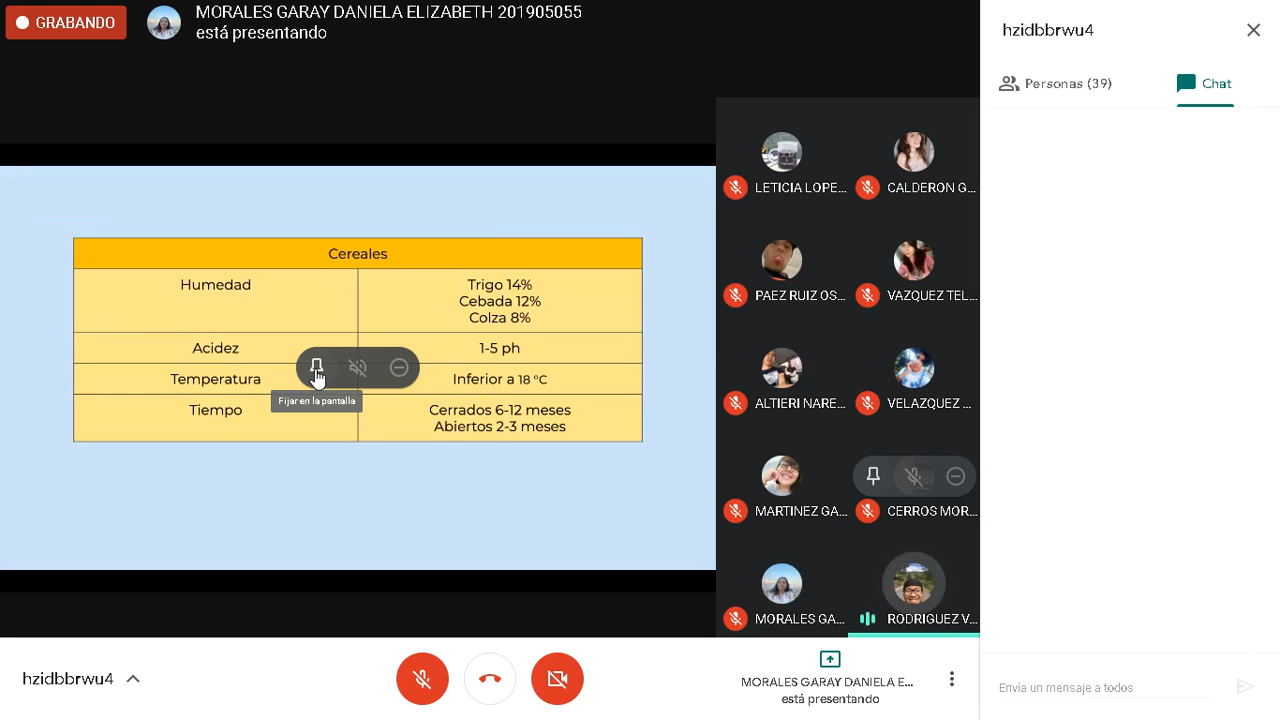 GRABANDO
MORALES GARAY DANIELA ELIZABETH 201905055
está presentando
hzidbbrwu4
Personas (39)
Chat
Cereales
Humedad
Trigo 14%
Cebada 12%
Colza 8%
Acidez
1-5 ph
Temperatura
Inferior a 18 °C
Tiempo
Cerrados 6-12 meses
Abiertos 2-3 meses
Fijar en la pantalla
LETICIA LOPE...
CALDERON G...
PAEZ RUIZ OS...
VAZQUEZ TEL...
ALTIERI NARE...
VELAZQUEZ ...
MARTINEZ GA...
CERROS MOR...
MORALES GA...
RODRIGUEZ V...
hzidbbrwu4
MORALES GARAY DANIELA E...
está presentando
Envía un mensaje a todos